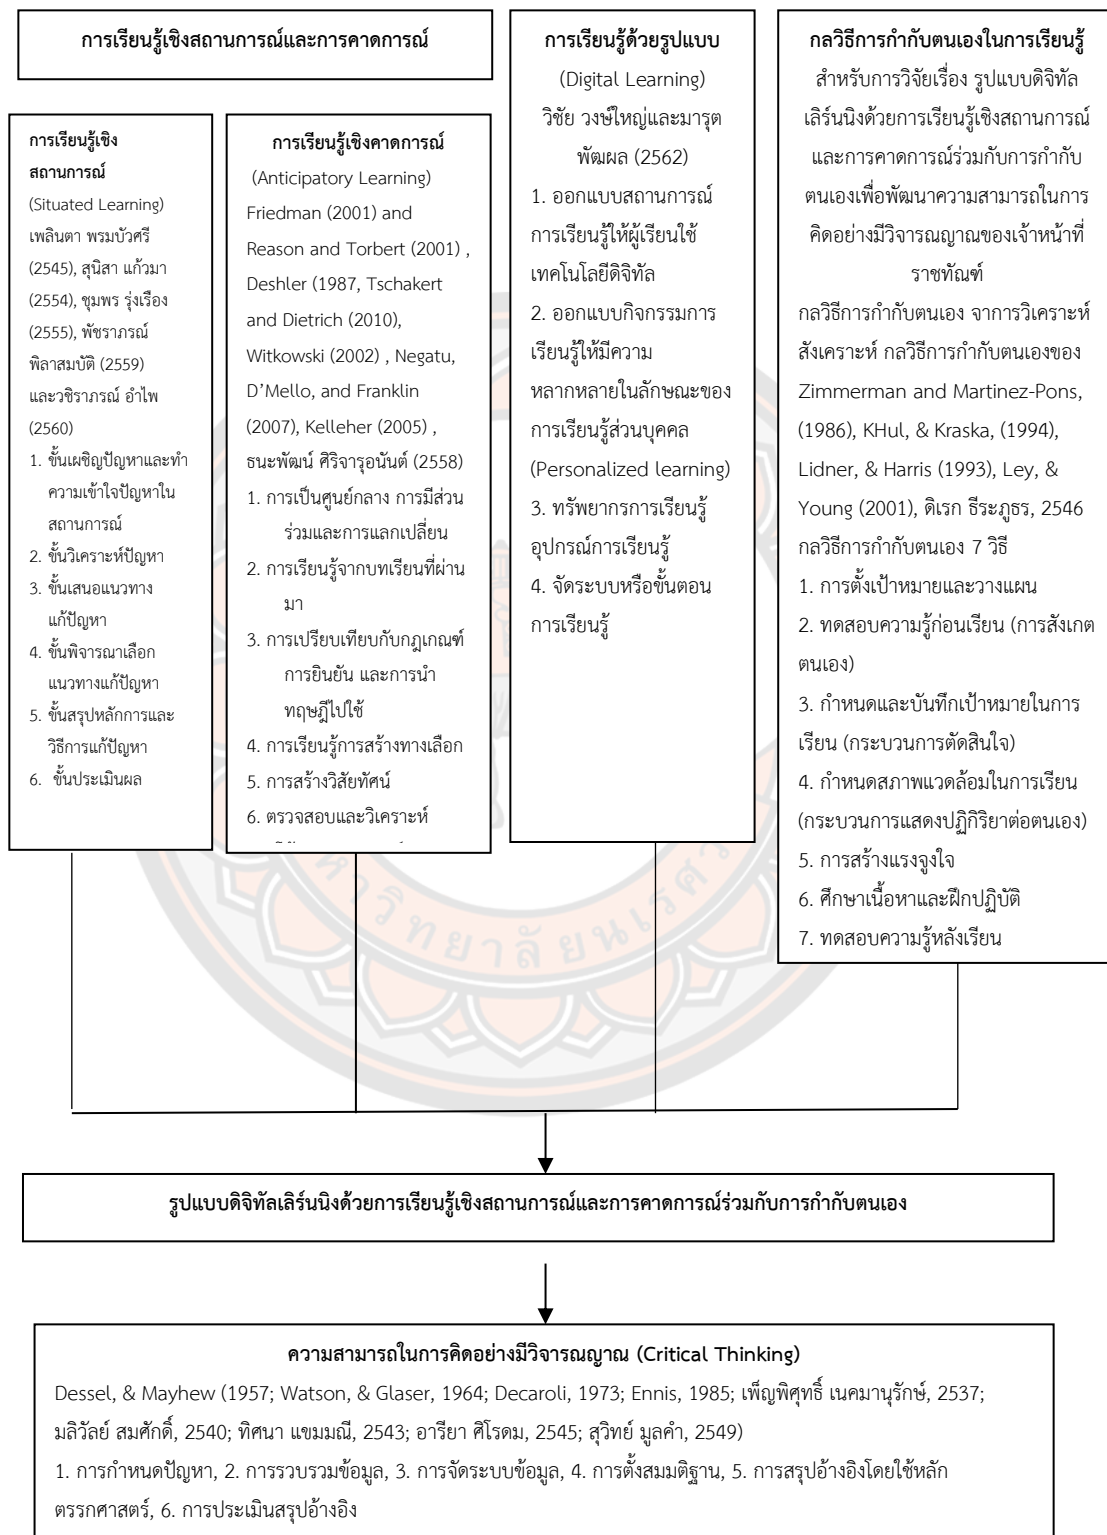 การเรียนรู้เชิงสถานการณ์และการคาดการณ์
การเรียนรู้เชิง
สถานการณ์
(Situated Learning)
เพลินตา พรมบัวศรี
(2545), สุนิสา แก้วมา
(2554), ชุมพร รุ่งเรือง
(2555), พัชราภรณ์
พิลาสมบัติ (2559)
และวชิราภรณ์ อำไพ
(2560)
1. ขั้นเผชิญปัญหาและทำ
ความเข้าใจปัญหาใน
สถานการณ์
2. ขั้นวิเคราะห์ปัญหา
3. ขั้นเสนอแนวทาง
แก้ปัญหา
4. ขั้นพิจารณาเลือก
แนวทางแก้ปัญหา
5. ขั้นสรุปหลักการและ
วิธีการแก้ปัญหา
6. ขั้นประเมินผล
การเรียนรู้เชิงคาดการณ์
(Anticipatory Learning)
Friedman (2001) and
Reason and Torbert (2001) ,
Deshler (1987, Tschakert
and Dietrich (2010),
Witkowski (2002) , Negatu,
D’Mello, and Franklin
(2007), Kelleher (2005) ,
ธนะพัฒน์ ศิริจารุอนันต์ (2558)
1. การเป็นศูนย์กลาง การมีส่วน
ร่วมและการแลกเปลี่ยน
2. การเรียนรู้จากบทเรียนที่ผ่าน
มา
3. การเปรียบเทียบกับกฎเกณฑ์
การยินยัน และการนำ
ทฤษฎีไปใช้
4. การเรียนรู้การสร้างทางเลือก
5. การสร้างวิสัยทัศน์
6. ตรวจสอบและวิเคราะห์
การเรียนรู้ด้วยรูปแบบ
(Digital Learning)
วิชัย วงษ์ใหญ่และมารุต
พัฒผล (2562)
1. ออกแบบสถานการณ์
การเรียนรู้ให้ผู้เรียนใช้
เทคโนโลยีดิจิทัล
2. ออกแบบกิจกรรมการ
เรียนรู้ให้มีความ
หลากหลายในลักษณะของ
การเรียนรู้ส่วนบุคคล
(Personalized learning)
3. ทรัพยากรการเรียนรู้
อุปกรณ์การเรียนรู้
4. จัดระบบหรือขั้นตอน
การเรียนรู้
กลวิธีการกำกับตนเองในการเรียนรู้
สำหรับการวิจัยเรื่อง รูปแบบดิจิทัล
เลิร์นนิงด้วยการเรียนรู้เชิงสถานการณ์
และการคาดการณ์ร่วมกับการกำกับ
ตนเองเพื่อพัฒนาความสามารถในการ
คิดอย่างมีวิจารณญาณของเจ้าหน้าที่
ราชทัณฑ์
กลวิธีการกำกับตนเอง จาการวิเคราะห์
สังเคราะห์ กลวิธีการกำกับตนเองของ
Zimmerman and Martinez-Pons,
(1986), KHul, & Kraska, (1994),
Lidner, & Harris (1993), Ley, &
Young (2001), ดิเรก ธีระภูธร, 2546
กลวิธีการกำกับตนเอง 7 วิธี
1. การตั้งเป้าหมายและวางแผน
2. ทดสอบความรู้ก่อนเรียน (การสังเกต
ตนเอง)
3. กำหนดและบันทึกเป้าหมายในการ
เรียน (กระบวนการตัดสินใจ)
4. กำหนดสภาพแวดล้อมในการเรียน
(กระบวนการแสดงปฏิกิริยาต่อตนเอง)
5. การสร้างแรงจูงใจ
6. ศึกษาเนื้อหาและฝึกปฏิบัติ
7. ทดสอบความรู้หลังเรียน
รูปแบบดิจิทัลเลิร์นนิงด้วยการเรียนรู้เชิงสถานการณ์และการคาดการณ์ร่วมกับการกำกับตนเอง
ความสามารถในการคิดอย่างมีวิจารณญาณ (Critical Thinking)
Dessel, & Mayhew (1957; Watson, & Glaser, 1964; Decaroli, 1973; Ennis, 1985; เพ็ญพิศุทธิ์ เนคมานุรักษ์, 2537;
มลิวัลย์ สมศักดิ์, 2540; ทิศนา แขมมณี, 2543; อารียา ศิโรดม, 2545; สุวิทย์ มูลคำ, 2549)
1. การกำหนดปัญหา, 2. การรวบรวมข้อมูล, 3. การจัดระบบข้อมูล, 4. การตั้งสมมติฐาน, 5. การสรุปอ้างอิงโดยใช้หลัก
ตรรกศาสตร์, 6. การประเมินสรุปอ้างอิง